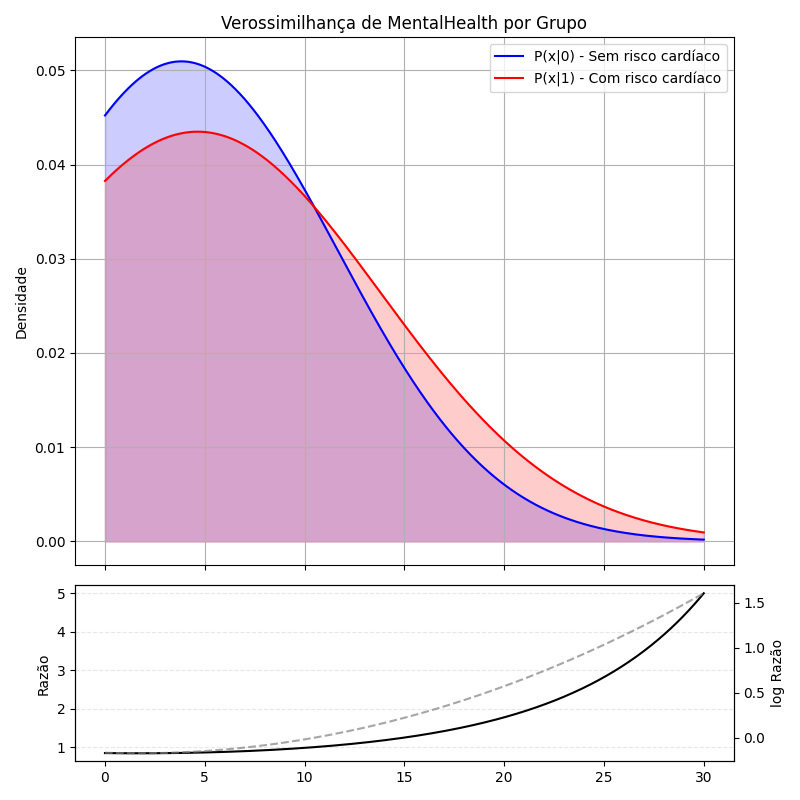 Verossimilhança de MentalHealth por Grupo
P(x|0) - Sem risco cardíaco
P(x|1) - Com risco cardíaco
Densidade
0.05
0.04
0.03
0.02
0.01
0.00
Razão
5
4
3
2
1
log Razão
1.5
1.0
0.5
0.0
0 5 10 15 20 25 30